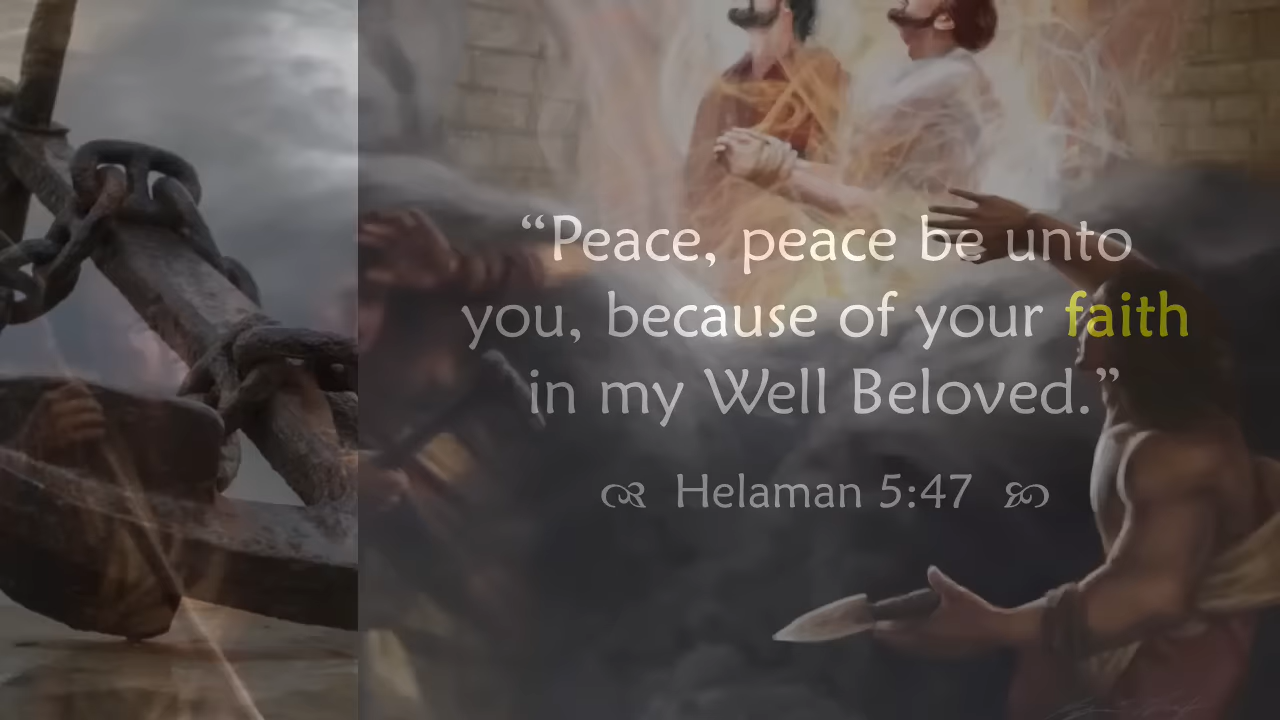 “Peace, peace be unto
you, because of your faith
in my Well Beloved.”
Helaman 5:47